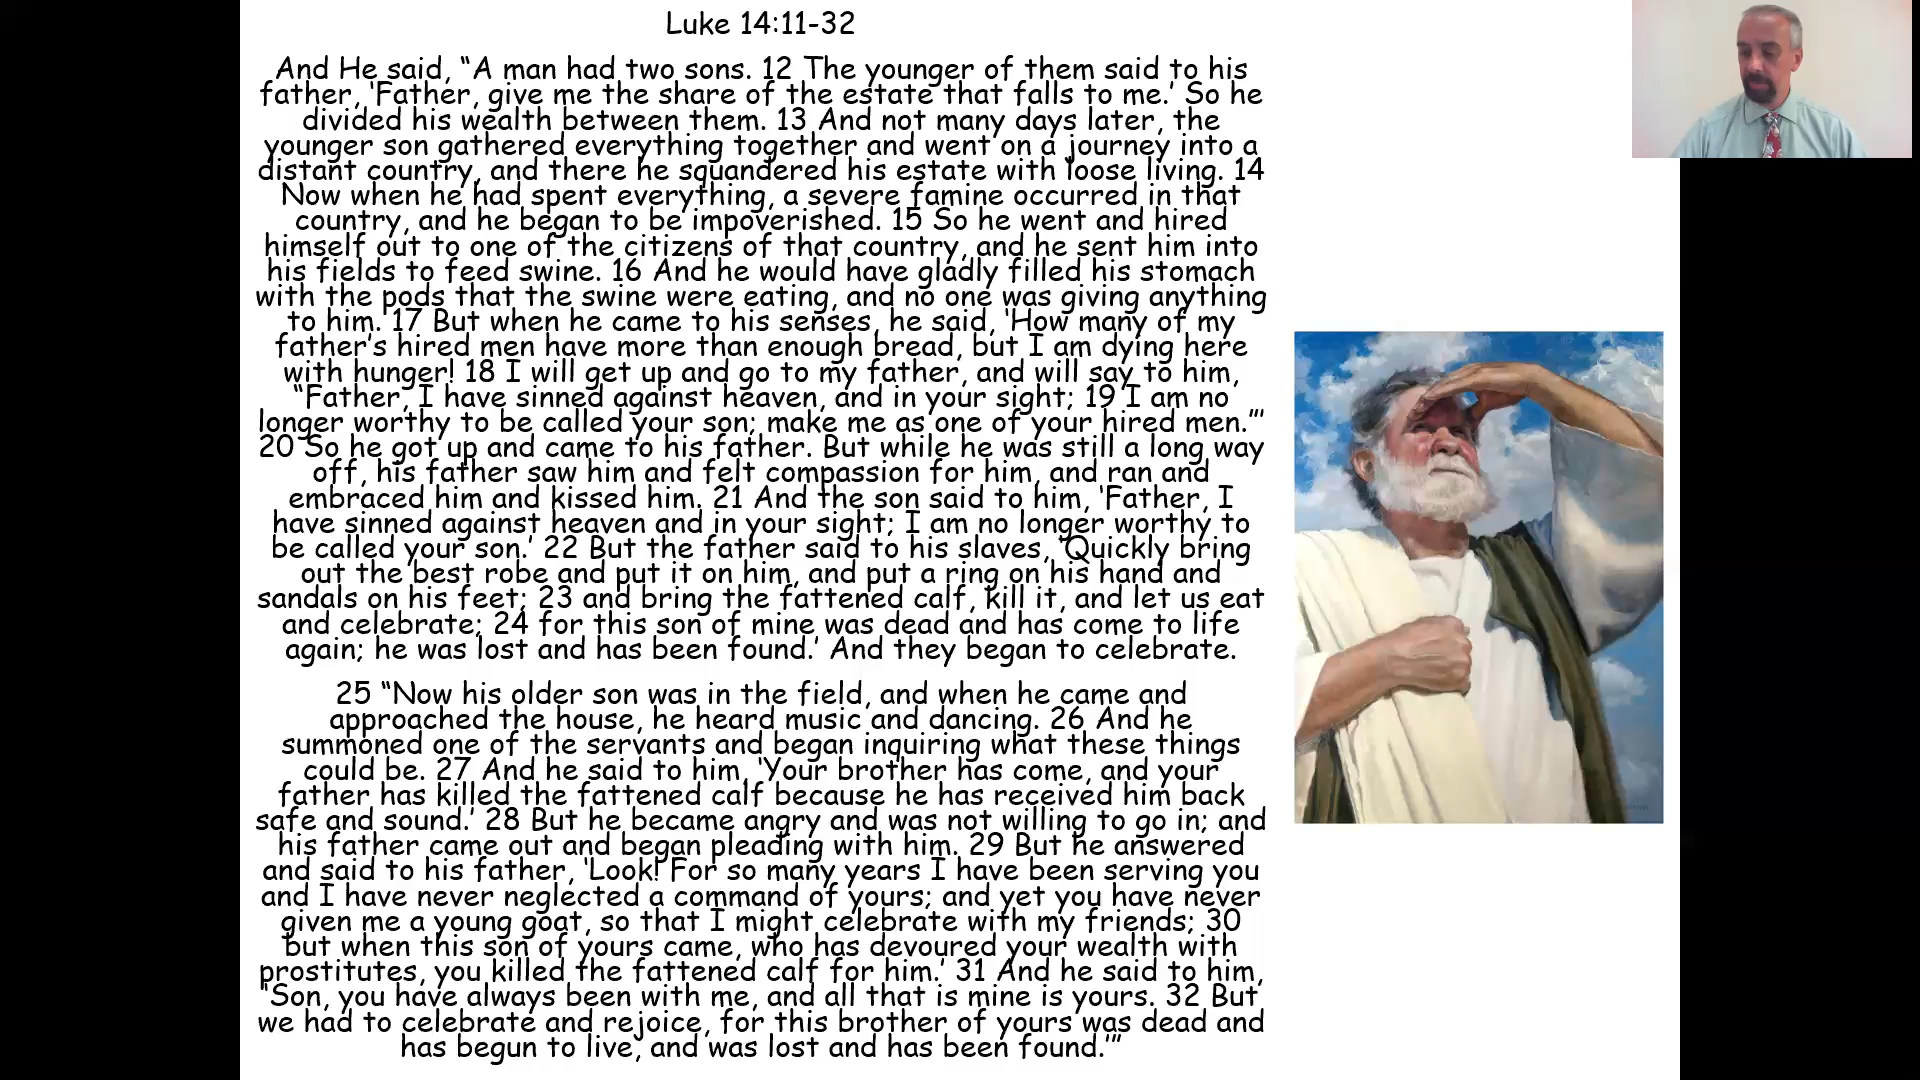 Luke 14:11-32
And He said, “A man had two sons. 12 The younger of them said to his
father, ‘Father, give me the share of the estate that falls to me.’ So he
divided his wealth between them. 13 And not many days later, the
younger son gathered everything together and went on a journey into a
distant country, and there he squandered his estate with loose living. 14
Now when he had spent everything, a severe famine occurred in that
country, and he began to be impoverished. 15 So he went and hired
himself out to one of the citizens of that country, and he sent him into
his fields to feed swine. 16 And he would have gladly filled his stomach
with the pods that the swine were eating, and no one was giving anything
to him. 17 But when he came to his senses, he said, ‘How many of my
father’s hired men have more than enough bread, but I am dying here
with hunger! 18 I will get up and go to my father, and will say to him,
“Father, I have sinned against heaven, and in your sight; 19 I am no
longer worthy to be called your son; make me as one of your hired men.”’
20 So he got up and came to his father. But while he was still a long way
off, his father saw him and felt compassion for him, and ran and
embraced him and kissed him. 21 And the son said to him, ‘Father, I
have sinned against heaven and in your sight; I am no longer worthy to
be called your son.’ 22 But the father said to his slaves, ‘Quickly bring
out the best robe and put it on him, and put a ring on his hand and
sandals on his feet; 23 and bring the fattened calf, kill it, and let us eat
and celebrate; 24 for this son of mine was dead and has come to life
again; he was lost and has been found.’ And they began to celebrate.
25 “Now his older son was in the field, and when he came and
approached the house, he heard music and dancing. 26 And he
summoned one of the servants and began inquiring what these things
could be. 27 And he said to him, ‘Your brother has come, and your
father has killed the fattened calf because he has received him back
safe and sound.’ 28 But he became angry and was not willing to go in; and
his father came out and began pleading with him. 29 But he answered
and said to his father, ‘Look! For so many years I have been serving you
and I have never neglected a command of yours; and yet you have never
given me a young goat, so that I might celebrate with my friends; 30
but when this son of yours came, who has devoured your wealth with
prostitutes, you killed the fattened calf for him.’ 31 And he said to him,
‘Son, you have always been with me, and all that is mine is yours. 32 But
we had to celebrate and rejoice, for this brother of yours was dead and
has begun to live, and was lost and has been found.’”